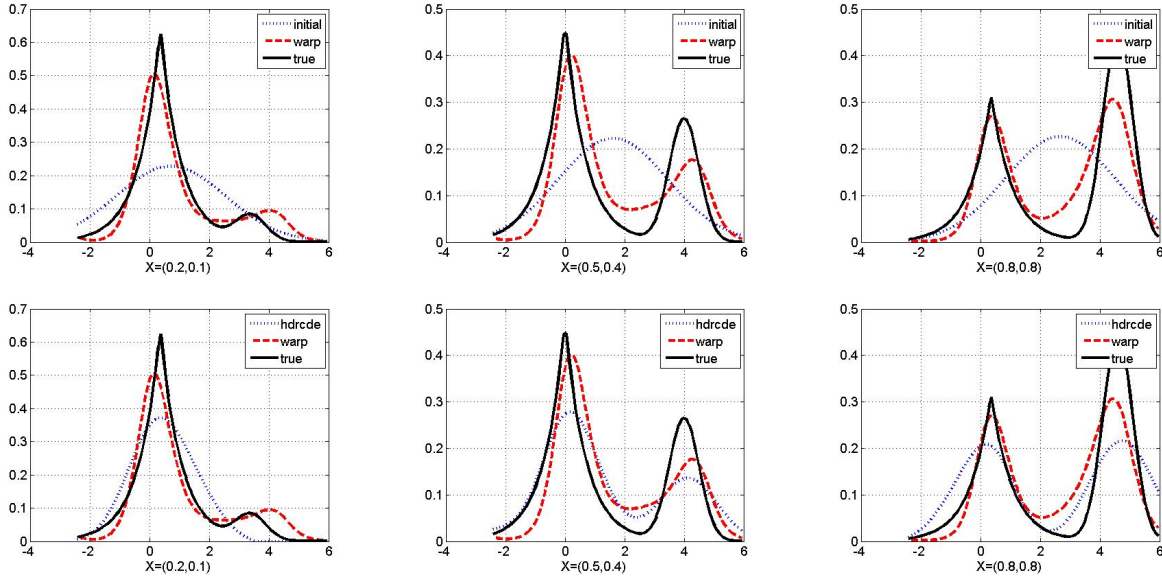 0.7
0.6
0.5
0.4
0.3
0.2
0.1
0
-4 -2 0 2 4 6
X=(0.2,0.1)
initial
warp
true
0.5
0.4
0.3
0.2
0.1
0
-4 -2 0 2 4 6
X=(0.5,0.4)
initial
warp
true
0.5
0.4
0.3
0.2
0.1
0
-4 -2 0 2 4 6
X=(0.8,0.8)
initial
warp
true
0.7
0.6
0.5
0.4
0.3
0.2
0.1
0
-4 -2 0 2 4 6
X=(0.2,0.1)
hdrcde
warp
true
0.5
0.4
0.3
0.2
0.1
0
-4 -2 0 2 4 6
X=(0.5,0.4)
hdrcde
warp
true
0.5
0.4
0.3
0.2
0.1
0
-4 -2 0 2 4 6
X=(0.8,0.8)
hdrcde
warp
true